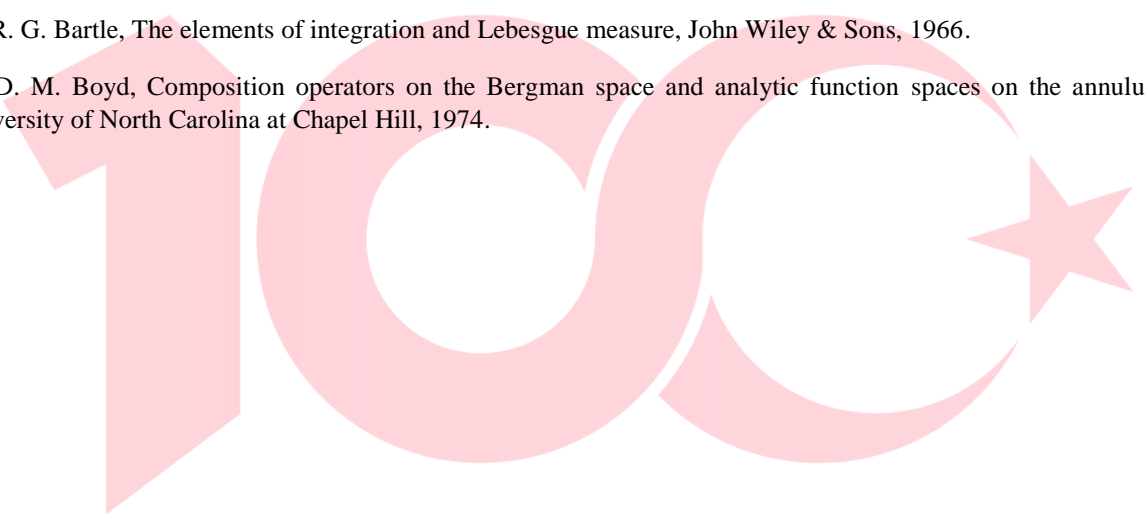 R. G. Bartle, The elements of integration and Lebesgue measure, John Wiley & Sons, 1966.
D. M. Boyd, Composition operators on the Bergman space and analytic function spaces on the annulu
versity of North Carolina at Chapel Hill, 1974.
100